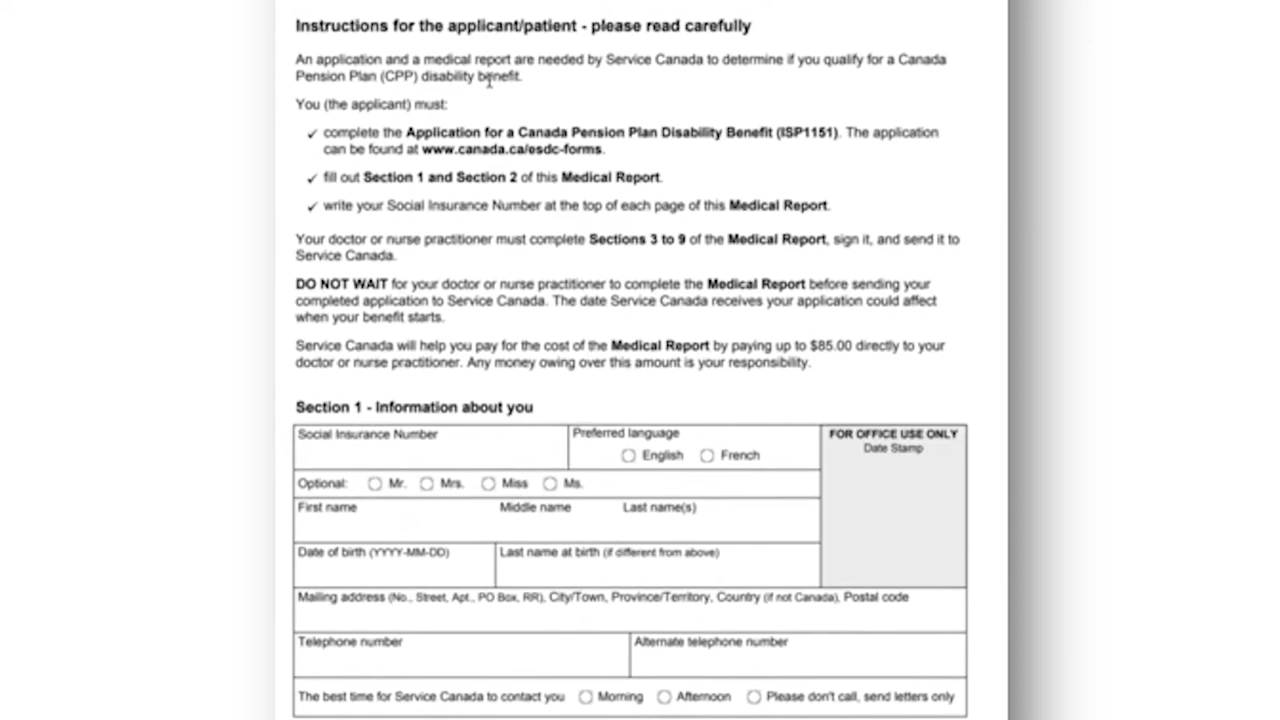 Instructions for the applicant/patient - please read carefully
An application and a medical report are needed by Service Canada to determine if you qualify for a Canada
Pension Plan (CPP) disability benefit.
You (the applicant) must:
✓ complete the Application for a Canada Pension Plan Disability Benefit (ISP1151). The application
can be found at www.canada.ca/esdc-forms.
✓ fill out Section 1 and Section 2 of this Medical Report.
✓ write your Social Insurance Number at the top of each page of this Medical Report.
Your doctor or nurse practitioner must complete Sections 3 to 9 of the Medical Report, sign it, and send it to
Service Canada.
DO NOT WAIT for your doctor or nurse practitioner to complete the Medical Report before sending your
completed application to Service Canada. The date Service Canada receives your application could affect
when your benefit starts.
Service Canada will help you pay for the cost of the Medical Report by paying up to $85.00 directly to your
doctor or nurse practitioner. Any money owing over this amount is your responsibility.
Section 1 - Information about you
Social Insurance Number
Preferred language
English French
FOR OFFICE USE ONLY
Date Stamp
Optional: Mr. Mrs. Miss Ms.
First name Middle name Last name(s)
Date of birth (YYYY-MM-DD) Last name at birth (if different from above)
Mailing address (No., Street, Apt., PO Box, RR), City/Town, Province/Territory, Country (if not Canada), Postal code
Telephone number Alternate telephone number
The best time for Service Canada to contact you Morning Afternoon Please don't call, send letters only